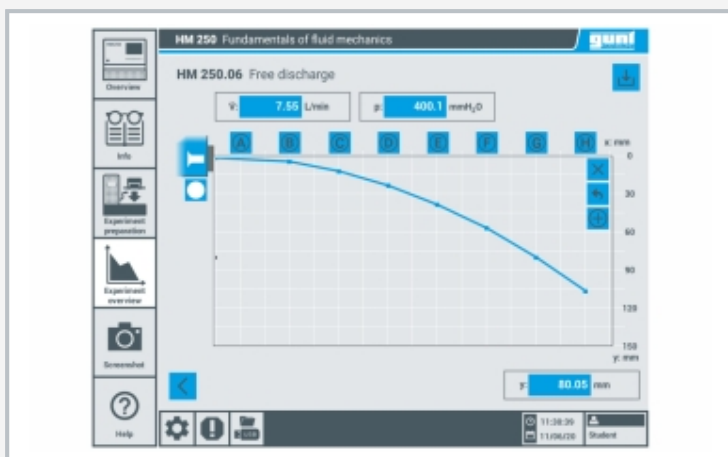 HM 250 Fundamentals of fluid mechanics
gunt
Overview
HM 250.06 Free discharge
V̇: 7.55 L/min
p: 400.1 mmH₂O
Info
A B C D E F G H x: mm
0
30
60
90
120
150
y: mm
Experiment
preparation
Experiment
overview
Screenshot
y: 80.05 mm
Help
USB
11:38:39
11/06/20
Student